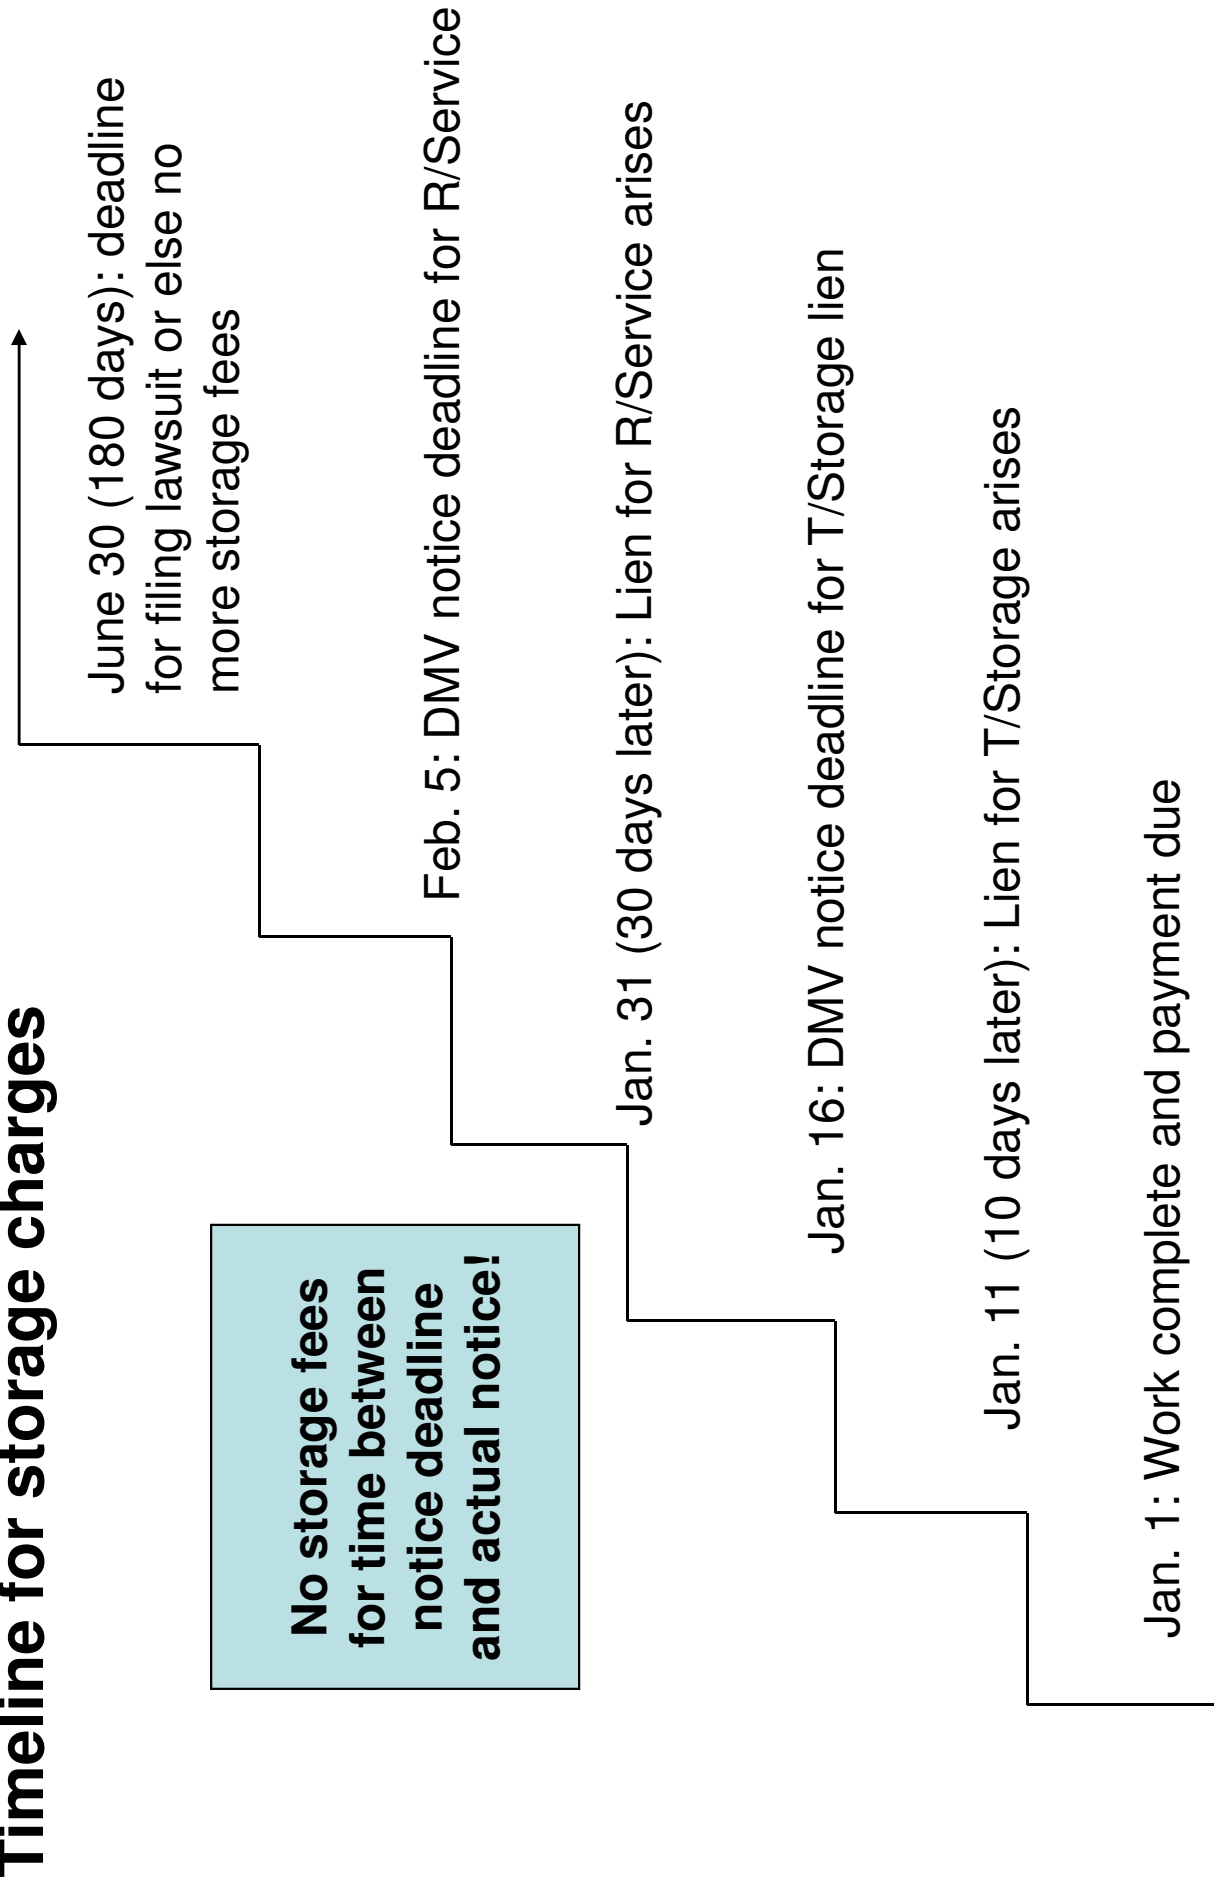 Timeline for storage charges
June 30 (180 days): deadline
for filing lawsuit or else no
more storage fees
Feb. 5: DMV notice deadline for R/Service
No storage fees
for time between
notice deadline
and actual notice!
Jan. 31 (30 days later): Lien for R/Service arises
Jan. 16: DMV notice deadline for T/Storage lien
Jan. 11 (10 days later): Lien for T/Storage arises
Jan. 1: Work complete and payment due